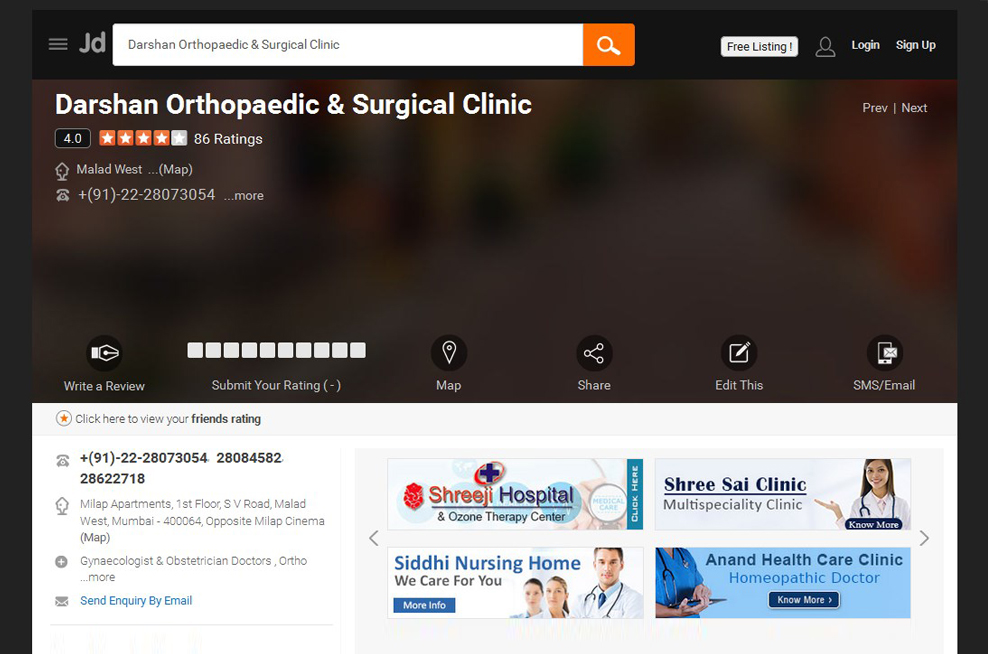 Jd
Darshan Orthopaedic & Surgical Clinic
Free Listing !
Login
Sign Up
Darshan Orthopaedic & Surgical Clinic
Prev | Next
4.0 86 Ratings
Malad West ...(Map)
+(91)-22-28073054 ...more
Write a Review
Submit Your Rating ( - )
Map
Share
Edit This
SMS/Email
Click here to view your friends rating
+(91)-22-28073054 28084582
28622718
Milap Apartments, 1st Floor, S V Road, Malad
West, Mumbai - 400064, Opposite Milap Cinema
(Map)
Gynaecologist & Obstetrician Doctors , Ortho
...more
Send Enquiry By Email
Shreeji Hospital
& Ozone Therapy Center
MEDICAL
CARE
CLICK HERE
Shree Sai Clinic
Multispeciality Clinic
Know More
Siddhi Nursing Home
We Care For You
More Info
Anand Health Care Clinic
Homeopathic Doctor
Know More ›